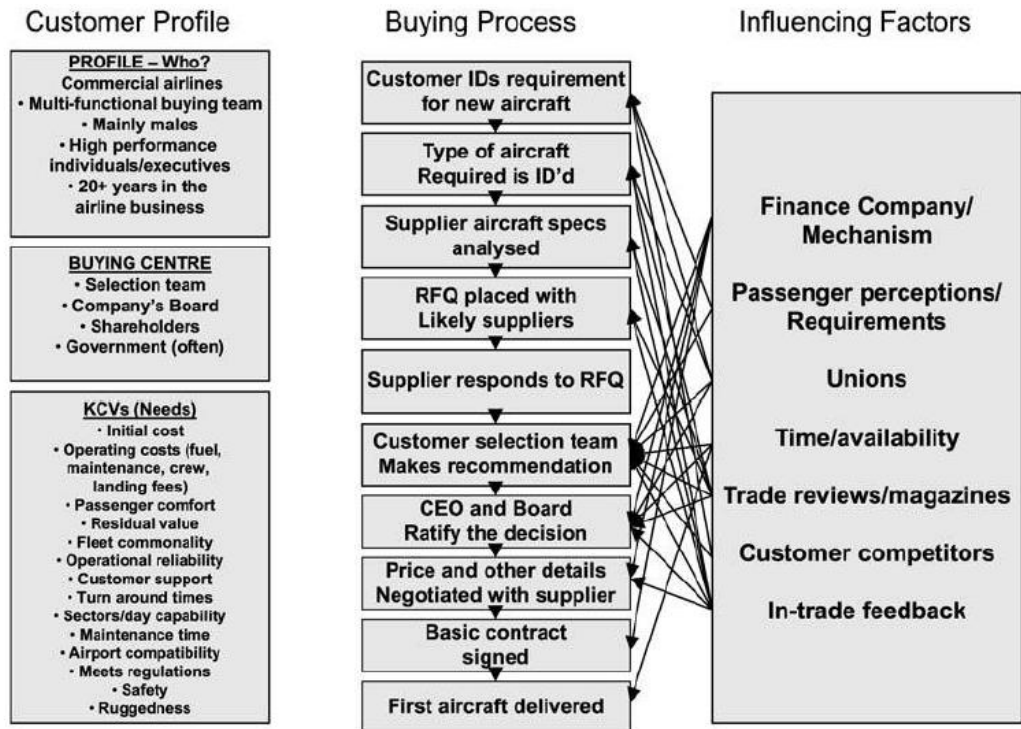 Customer Profile
PROFILE – Who?
Commercial airlines
• Multi-functional buying team
• Mainly males
• High performance
individuals/executives
• 20+ years in the
airline business
BUYING CENTRE
• Selection team
• Company's Board
• Shareholders
• Government (often)
KCVs (Needs)
• Initial cost
• Operating costs (fuel,
maintenance, crew,
landing fees)
• Passenger comfort
• Residual value
• Fleet commonality
• Operational reliability
• Customer support
• Turn around times
• Sectors/day capability
• Maintenance time
• Airport compatibility
• Meets regulations
• Safety
• Ruggedness
Buying Process
Customer IDs requirement
for new aircraft
Type of aircraft
Required is ID'd
Supplier aircraft specs
analysed
RFQ placed with
Likely suppliers
Supplier responds to RFQ
Customer selection team
Makes recommendation
CEO and Board
Ratify the decision
Price and other details
Negotiated with supplier
Basic contract
signed
First aircraft delivered
Influencing Factors
Finance Company/
Mechanism
Passenger perceptions/
Requirements
Unions
Time/availability
Trade reviews/magazines
Customer competitors
In-trade feedback